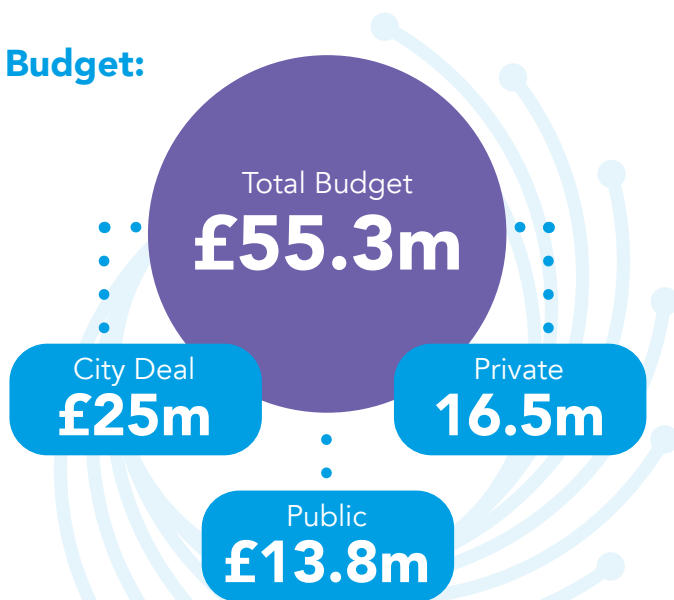 Budget:
Total Budget
£55.3m
City Deal
£25m
Private
16.5m
Public
£13.8m